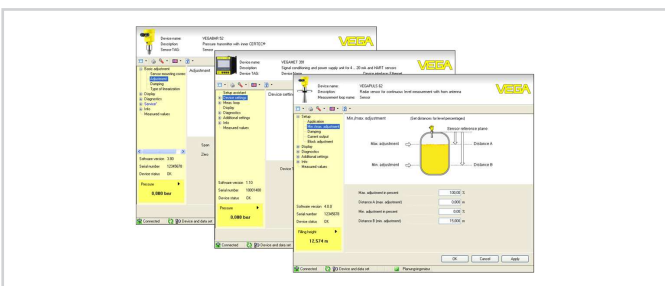 Device name VEGABAR 82
Description Pressure transmitter with inner CERTEC®
Sensor TAG Sensor
VEGA
Basic adjustment
Sensor mounting correction
Adjustment
Damping
Type of linearization
Display
Diagnostics
Service
Info
Measured values
Adjustment
Software version 3.90
Serial number 12345678
Device status OK
Pressure
0,000 bar
Connected
Device and data set
Device name VEGAMET 391
Description Signal conditioning and power supply unit for 4 … 20 mA and HART sensors
Device TAG Device Name
VEGA
Setup assistant
Device settings
Meas. loop
Display
Diagnostics
Additional settings
Info
Measured values
Device settings
Software version 1.10
Device status OK
Pressure
0,000 bar
Connected
Device and data set
Device name VEGAPULS 62
Description Radar sensor for continuous level measurement with horn antenna
Measurement loop name Sensor
VEGA
Setup
Application
Min./max. adjustment
Damping
Current output
Block adjustment
Display
Diagnostics
Additional settings
Info
Measured values
Min./max. adjustment
(Set distances for level percentages)
Sensor reference plane
Max. adjustment
Distance A
Min. adjustment
Distance B
Max. adjustment in percent 100,00 %
Distance A (max. adjustment) 0,000 m
Min. adjustment in percent 0,00 %
Distance B (min. adjustment) 15,000 m
Software version 4.0.0
Serial number 12345678
Device status OK
Filling height
12,574 m
OK Cancel Apply
Connected
Device and data set
Planungsingenieur